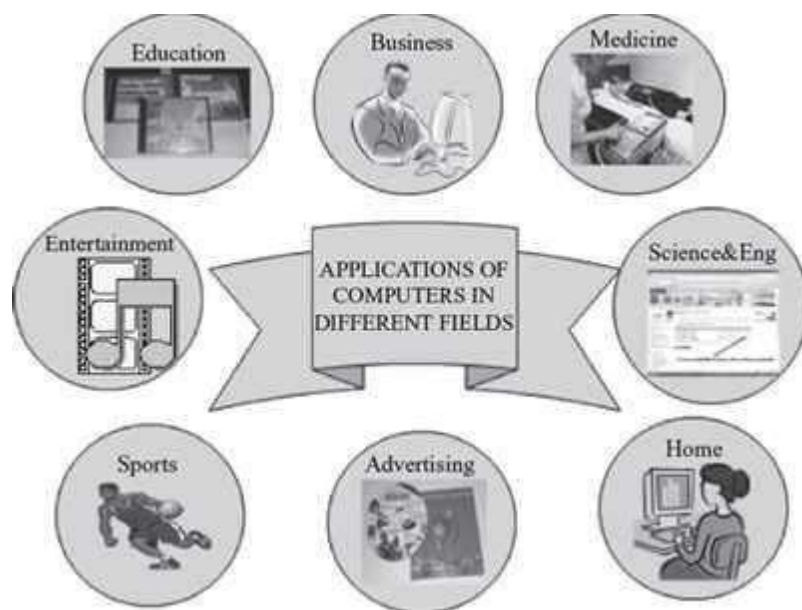 Education
Business
Medicine
Entertainment
APPLICATIONS OF
COMPUTERS IN
DIFFERENT FIELDS
Science&Eng
Sports
Advertising
Home